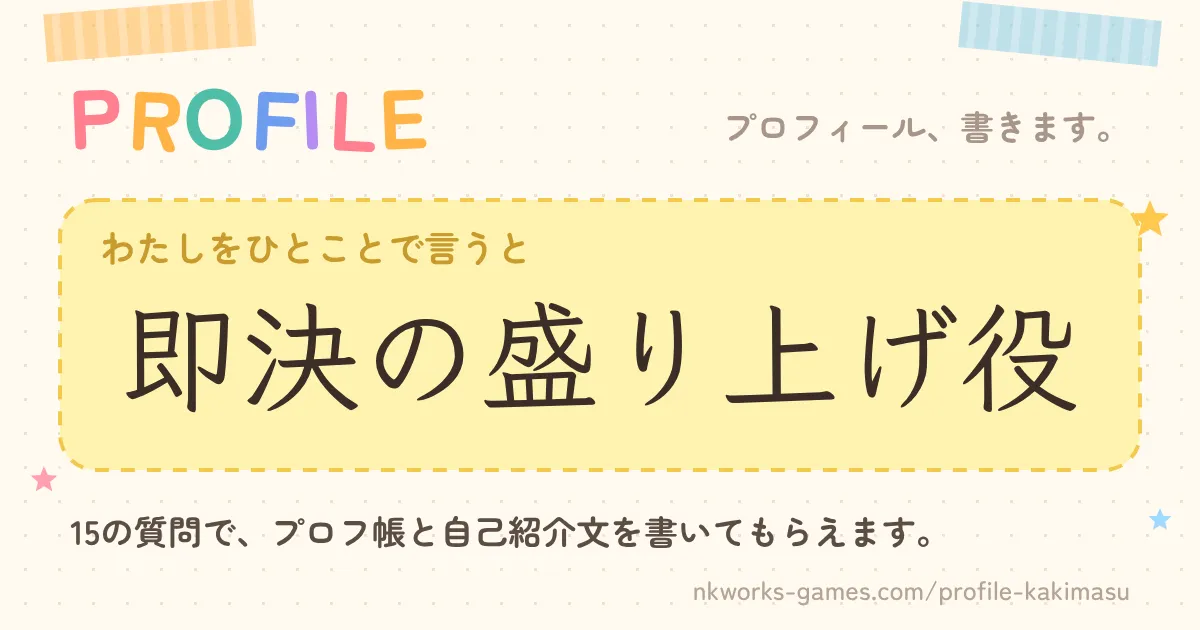 PROFILE
プロフィール、書きます。
わたしをひとことで言うと
即決の盛り上げ役
15の質問で、プロフ帳と自己紹介文を書いてもらえます。
nkworks-games.com/profile-kakimasu